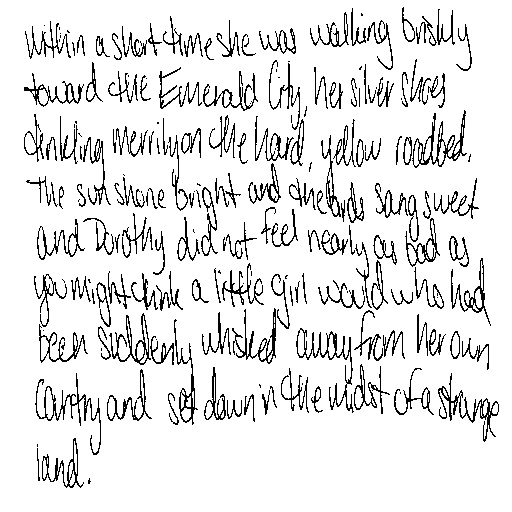 within a short time she was walking briskly
toward the Emerald City, her silver shoes
tinkling merrily on the hard, yellow roadbed.
The sun shone bright and the birds sang sweet
and Dorothy did not feel nearly as bad as
you might think a little girl would who had
been suddenly whisked away from her own
country and set down in the midst of a strange
land.